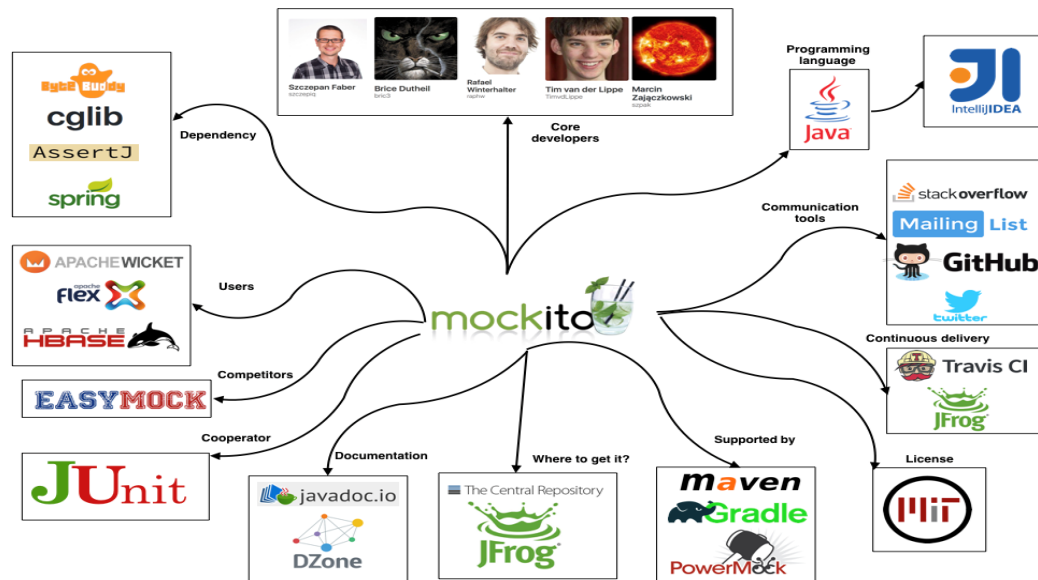 Szczepan Faber
szczepiq
Brice Dutheil
bric3
Rafael
Winterhalter
raphw
Tim van der Lippe
TimvdLippe
Marcin
Zajączkowski
szpak
Core
developers
Programming
language
Java
IntelliJIDEA
Byte Buddy
cglib
AssertJ
spring
Dependency
Communication
tools
stackoverflow
Mailing List
GitHub
twitter
APACHE WICKET
apache
flex
APACHE
HBASE
Users
mockito
Continuous delivery
Travis CI
JFrog
EASYMOCK
Competitors
JUnit
Cooperator
Documentation
javadoc.io
DZone
Where to get it?
The Central Repository
JFrog
Supported by
maven
Gradle
PowerMock
License
MIT